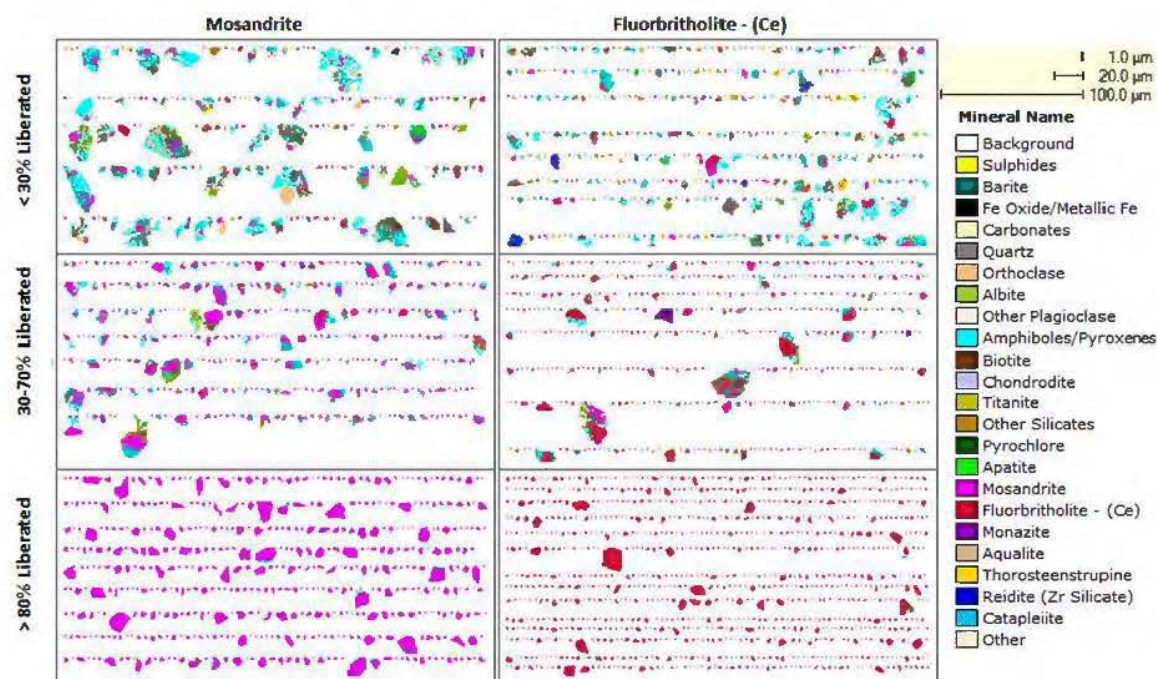 Mosandrite
Fluorbritholite - (Ce)
< 30% Liberated
30-70% Liberated
> 80% Liberated
1.0 µm
20.0 µm
100.0 µm
Mineral Name
Background
Sulphides
Barite
Fe Oxide/Metallic Fe
Carbonates
Quartz
Orthoclase
Albite
Other Plagioclase
Amphiboles/Pyroxenes
Biotite
Chondrodite
Titanite
Other Silicates
Pyrochlore
Apatite
Mosandrite
Fluorbritholite - (Ce)
Monazite
Aqualite
Thorosteenstrupine
Reidite (Zr Silicate)
Catapleiite
Other